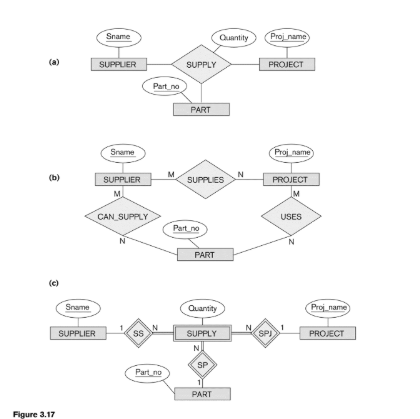 (a)
Sname
Quantity
Proj_name
SUPPLIER
SUPPLY
PROJECT
Part_no
PART
(b)
Sname
Proj_name
SUPPLIER
M
SUPPLIES
N
PROJECT
M
M
CAN_SUPPLY
USES
Part_no
N
N
PART
(c)
Sname
Quantity
Proj_name
SUPPLIER
1
SS
N
SUPPLY
N
SPJ
1
PROJECT
N
SP
Part_no
1
PART
Figure 3.17